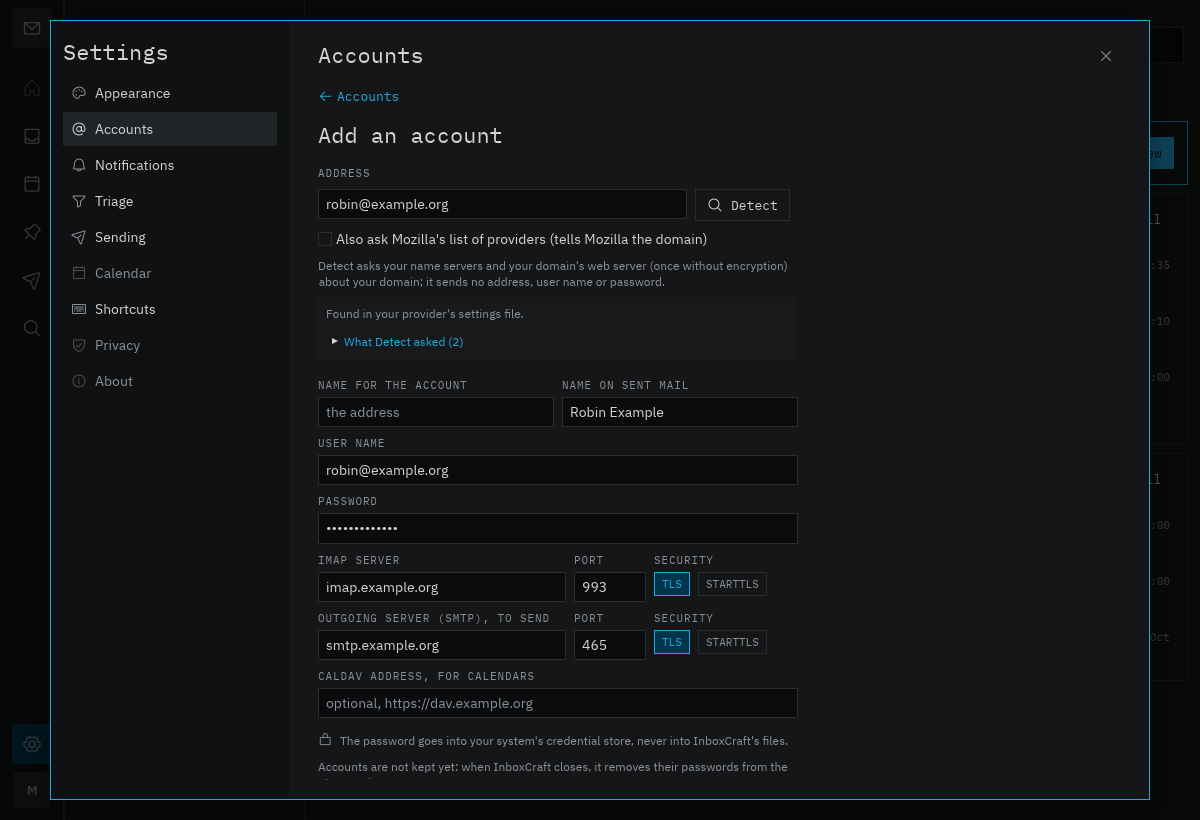 Settings
Appearance
Accounts
Notifications
Triage
Sending
Calendar
Shortcuts
Privacy
About
M
Accounts
← Accounts
Add an account
ADDRESS
robin@example.org
Detect
Also ask Mozilla's list of providers (tells Mozilla the domain)
Detect asks your name servers and your domain's web server (once without encryption)
about your domain; it sends no address, user name or password.
Found in your provider's settings file.
What Detect asked (2)
NAME FOR THE ACCOUNT NAME ON SENT MAIL
the address Robin Example
USER NAME
robin@example.org
PASSWORD
•••••••••••••
IMAP SERVER PORT SECURITY
imap.example.org 993 TLS STARTTLS
OUTGOING SERVER (SMTP), TO SEND PORT SECURITY
smtp.example.org 465 TLS STARTTLS
CALDAV ADDRESS, FOR CALENDARS
optional, https://dav.example.org
The password goes into your system's credential store, never into InboxCraft's files.
Accounts are not kept yet: when InboxCraft closes, it removes their passwords from the
:35
:10
:00
:00
:00
Oct